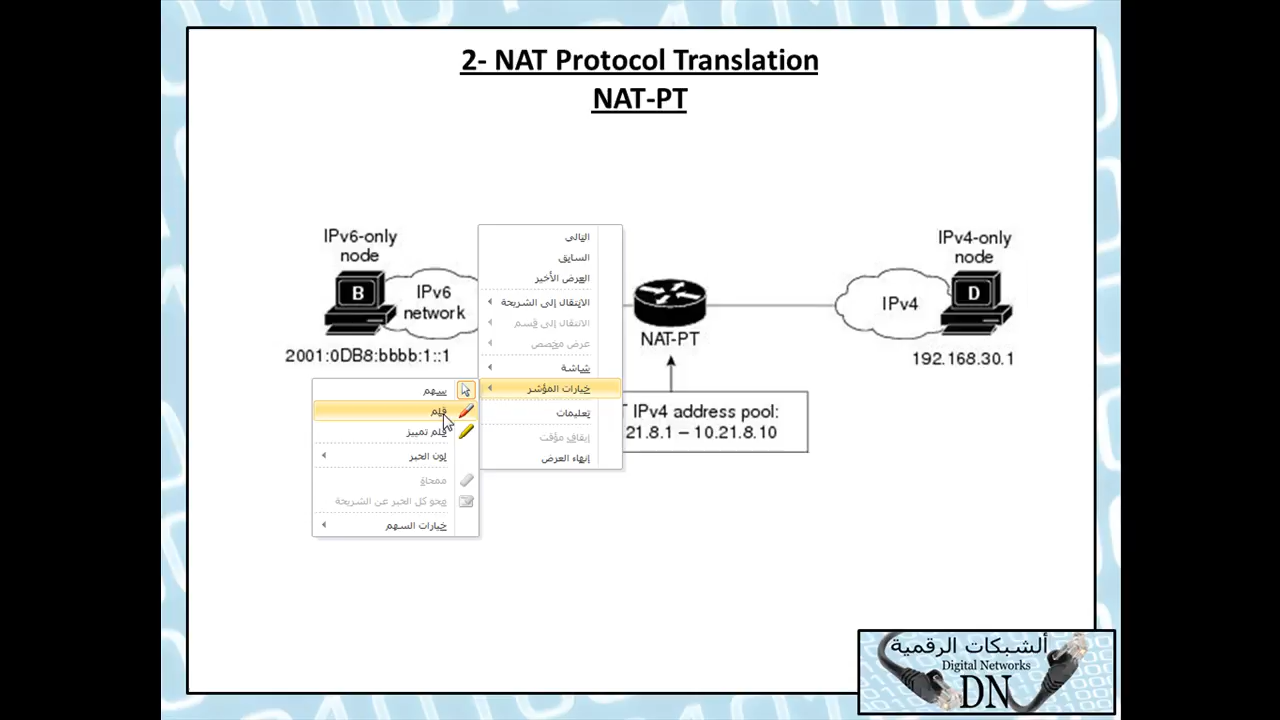 2- NAT Protocol Translation
NAT-PT
IPv6-only
node
B
IPv6
network
2001:0DB8:bbbb:1::1
NAT-PT
IPv4 address pool:
21.8.1 – 10.21.8.10
IPv4
IPv4-only
node
D
192.168.30.1
التالي
السابق
العرض الأخير
الانتقال إلى الشريحة
الانتقال إلى قسم
عرض مخصص
شاشة
خيارات المؤشر
تعليمات
إيقاف مؤقت
إنهاء العرض
سهم
قلم
قلم تمييز
لون الحبر
ممحاة
محو كل الحبر عن الشريحة
خيارات السهم
ألشبكات الرقمية
Digital Networks
DN